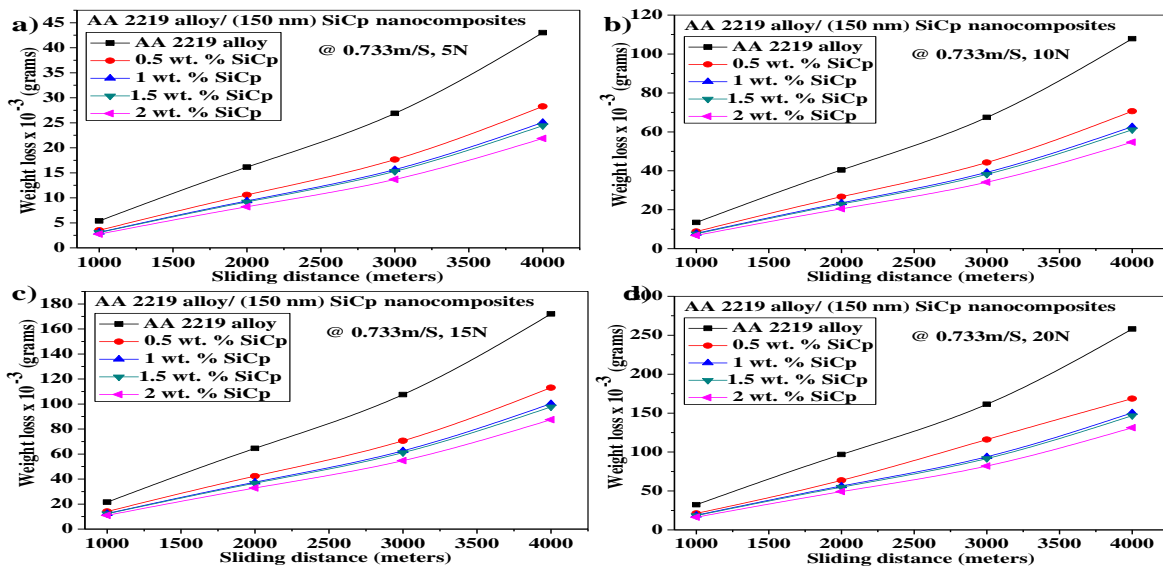 a)
AA 2219 alloy/ (150 nm) SiCp nanocomposites
AA 2219 alloy
0.5 wt. % SiCp
1 wt. % SiCp
1.5 wt. % SiCp
2 wt. % SiCp
@ 0.733m/S, 5N
Weight loss x 10⁻³ (grams)
45
40
35
30
25
20
15
10
5
0
1000 1500 2000 2500 3000 3500 4000
Sliding distance (meters)
b)
AA 2219 alloy/ (150 nm) SiCp nanocomposites
AA 2219 alloy
0.5 wt. % SiCp
1 wt. % SiCp
1.5 wt. % SiCp
2 wt. % SiCp
@ 0.733m/S, 10N
Weight loss x 10⁻³ (grams)
120
100
80
60
40
20
0
1000 1500 2000 2500 3000 3500 4000
Sliding distance (meters)
c)
AA 2219 alloy/ (150 nm) SiCp nanocomposites
AA 2219 alloy
0.5 wt. % SiCp
1 wt. % SiCp
1.5 wt. % SiCp
2 wt. % SiCp
@ 0.733m/S, 15N
Weight loss x 10⁻³ (grams)
180
160
140
120
100
80
60
40
20
0
1000 1500 2000 2500 3000 3500 4000
Sliding distance (meters)
d)
AA 2219 alloy/ (150 nm) SiCp nanocomposites
AA 2219 alloy
0.5 wt. % SiCp
1 wt. % SiCp
1.5 wt. % SiCp
2 wt. % SiCp
@ 0.733m/S, 20N
Weight loss x 10⁻³ (grams)
300
250
200
150
100
50
0
1000 1500 2000 2500 3000 3500 4000
Sliding distance (meters)